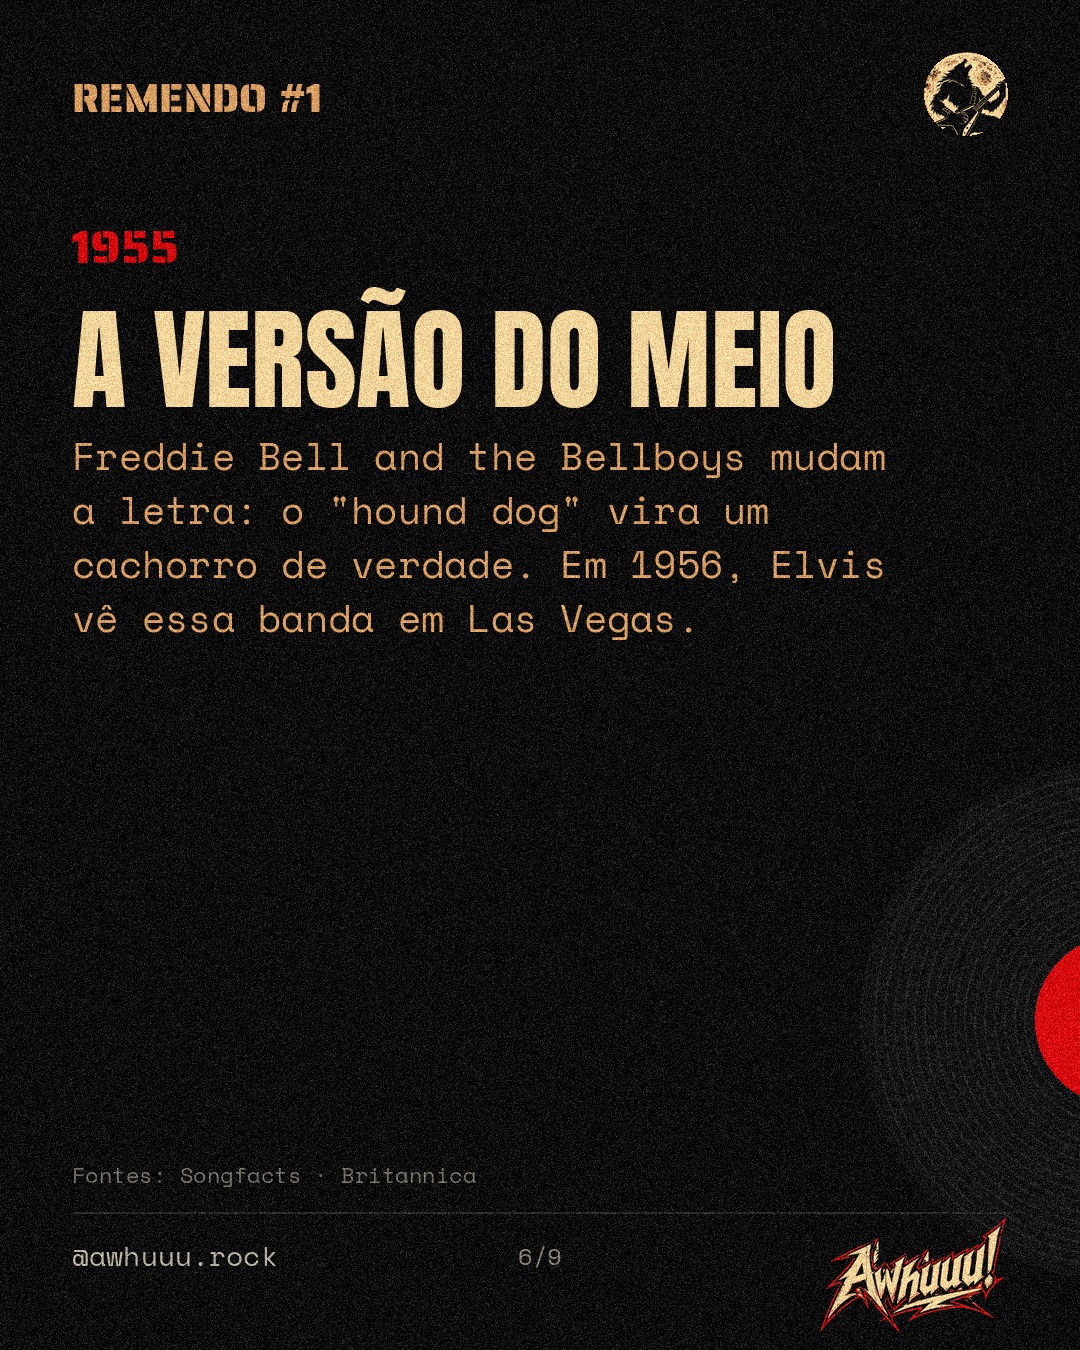 REMENDO #1
1955
A VERSÃO DO MEIO
Freddie Bell and the Bellboys mudam
a letra: o "hound dog" vira um
cachorro de verdade. Em 1956, Elvis
vê essa banda em Las Vegas.
Fontes: Songfacts · Britannica
@awhuuu.rock
6/9
Awhuuu!